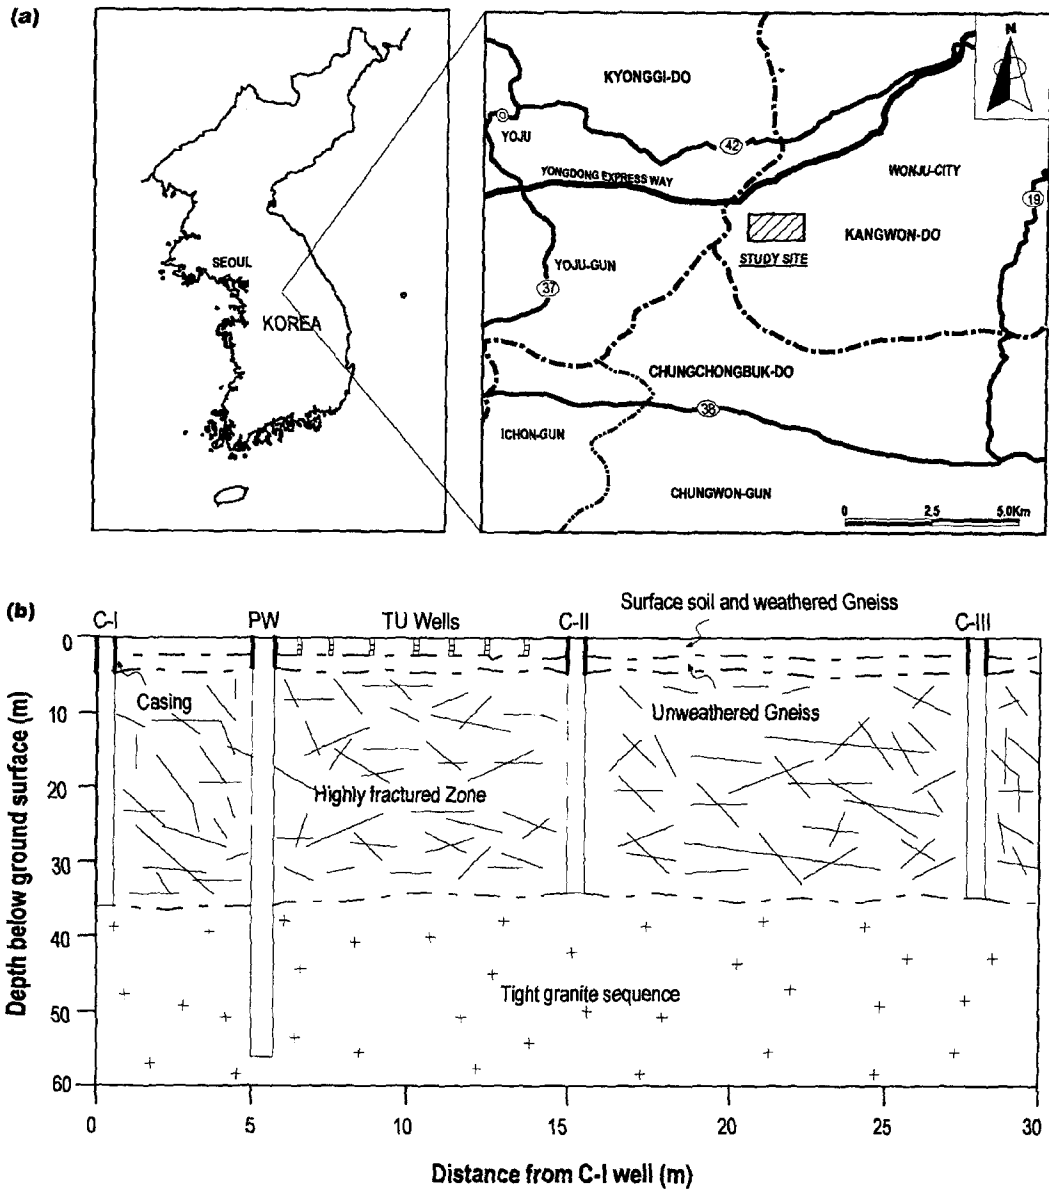 (a)
N
KYONGGI-DO
YOJU
42
YONGDONG EXPRESS WAY
WONJU-CITY
19
KANGWON-DO
STUDY SITE
SEOUL
YOJU-GUN
37
KOREA
CHUNGCHONGBUK-DO
38
ICHON-GUN
CHUNGWON-GUN
0 2.5 5.0Km
(b)
C-I
PW
TU Wells
C-II
Surface soil and weathered Gneiss
C-III
Casing
Unweathered Gneiss
Highly fractured Zone
Tight granite sequence
Depth below ground surface (m)
0
10
20
30
40
50
60
0 5 10 15 20 25 30
Distance from C-I well (m)